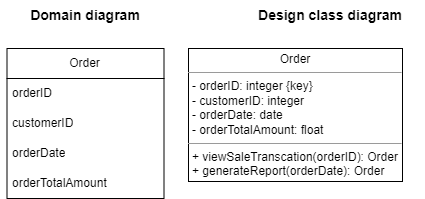 Domain diagram
Design class diagram
Order
orderID
customerID
orderDate
orderTotalAmount
Order
- orderID: integer {key}
- customerID: integer
- orderDate: date
- orderTotalAmount: float
+ viewSaleTranscation(orderID): Order
+ generateReport(orderDate): Order